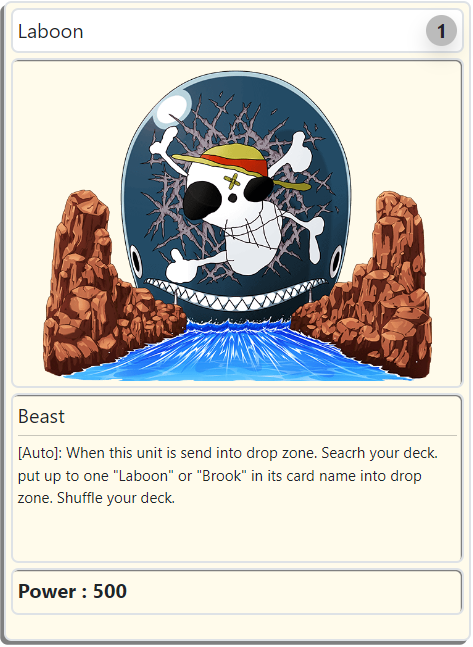 Laboon
1
Beast
[Auto]: When this unit is send into drop zone. Seacrh your deck.
put up to one "Laboon" or "Brook" in its card name into drop
zone. Shuffle your deck.
Power : 500